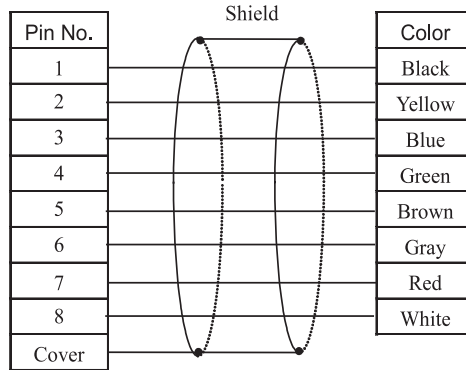 Shield
Pin No. Color
1 Black
2 Yellow
3 Blue
4 Green
5 Brown
6 Gray
7 Red
8 White
Cover